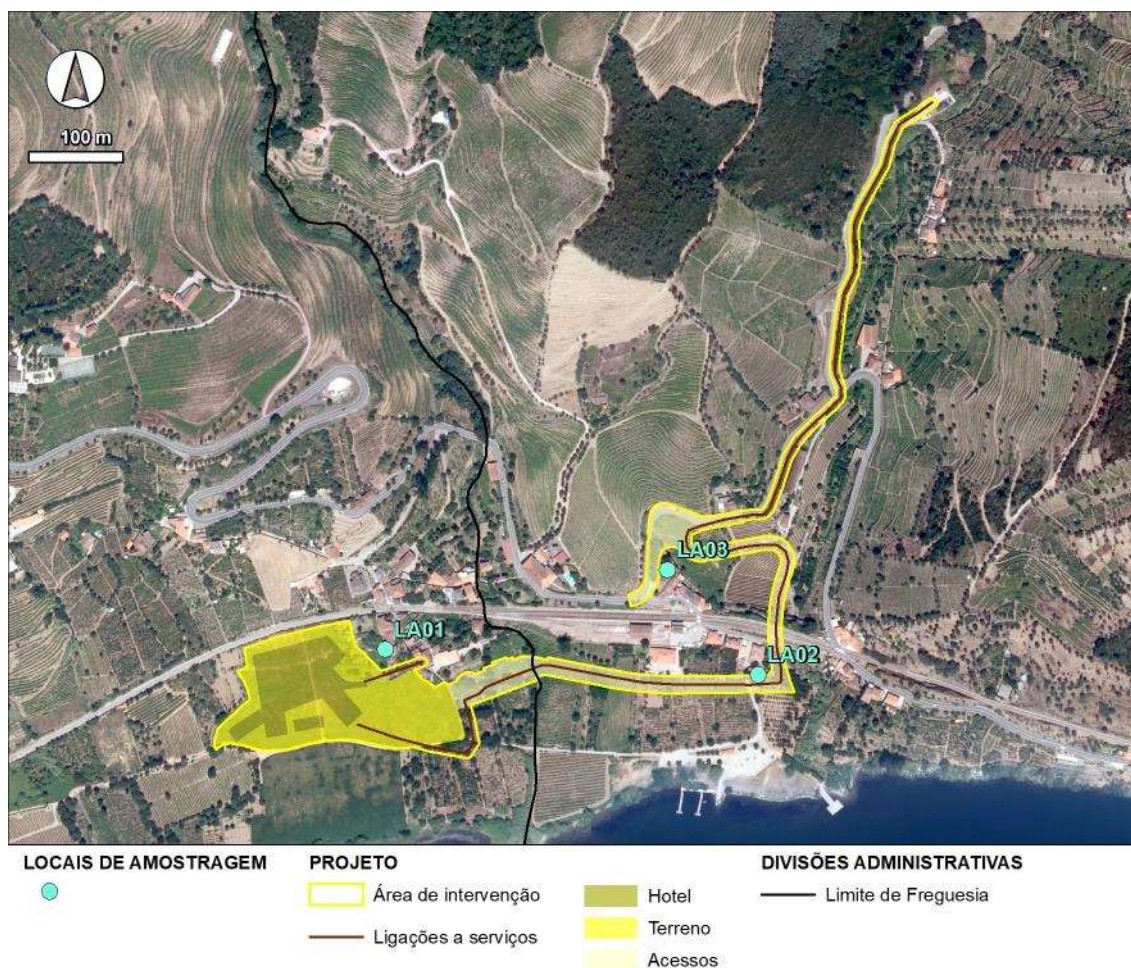 100 m
LA03
LA01
LA02
LOCAIS DE AMOSTRAGEM
PROJETO
Área de intervenção
Ligações a serviços
Hotel
Terreno
Acessos
DIVISÕES ADMINISTRATIVAS
Limite de Freguesia